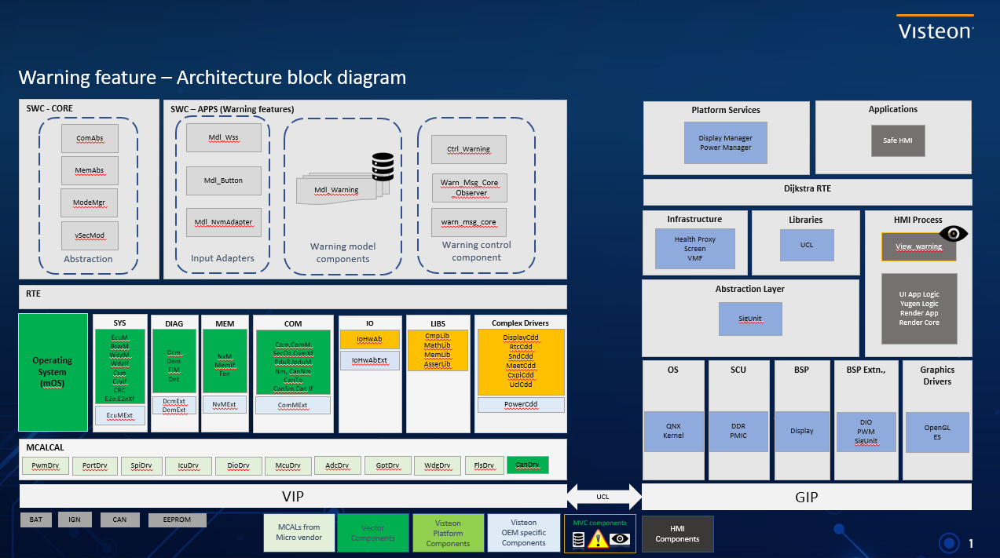 Visteon
Warning feature – Architecture block diagram
SWC - CORE
ComAbs
MemAbs
ModeMgr
vSecMod
Abstraction
SWC – APPS (Warning features)
Mdl_Wss
Mdl_Button
Mdl_NvmAdapter
Input Adapters
Mdl_Warning
Warning model
components
Ctrl_Warning
Warn_Msg_Core
Observer
warn_msg_core
Warning control
component
RTE
Operating
System
(mOS)
SYS
EcuM
BswM
WdgM
WdgIf
Csm
CryIf
CRC
E2e,E2eXf
EcuMExt
DIAG
Dcm
Dem
FiM
Det
DcmExt
DemExt
MEM
NvM
MemIf
Fee
NvMExt
COM
Com,ComM
SecOc,ComXf
PduR,IpduM
Nm, CanNm
CanTp
CanSm,Can If
ComMExt
IO
IoHwAb
IoHwAbExt
LIBS
CmpLib
MathLib
MemLib
AsserLib
Complex Drivers
DisplayCdd
RtcCdd
SndCdd
MeetCdd
CxpiCdd
UclCdd
PowerCdd
MCALCAL
PwmDrv
PortDrv
SpiDrv
IcuDrv
DioDrv
McuDrv
AdcDrv
GptDrv
WdgDrv
FlsDrv
CanDrv
VIP
BAT
IGN
CAN
EEPROM
UCL
MCALs from
Micro vendor
Vector
Components
Visteon
Platform
Components
Visteon
OEM specific
Components
MVC components
HMI
Components
Platform Services
Display Manager
Power Manager
Applications
Safe HMI
Dijkstra RTE
Infrastructure
Health Proxy
Screen
VMF
Libraries
UCL
HMI Process
View_warning
UI App Logic
Yugen Logic
Render App
Render Core
Abstraction Layer
SigUnit
OS
QNX
Kernel
SCU
DDR
PMIC
BSP
Display
BSP Extn.,
DIO
PWM
SigUnit
Graphics
Drivers
OpenGL
ES
GIP
1